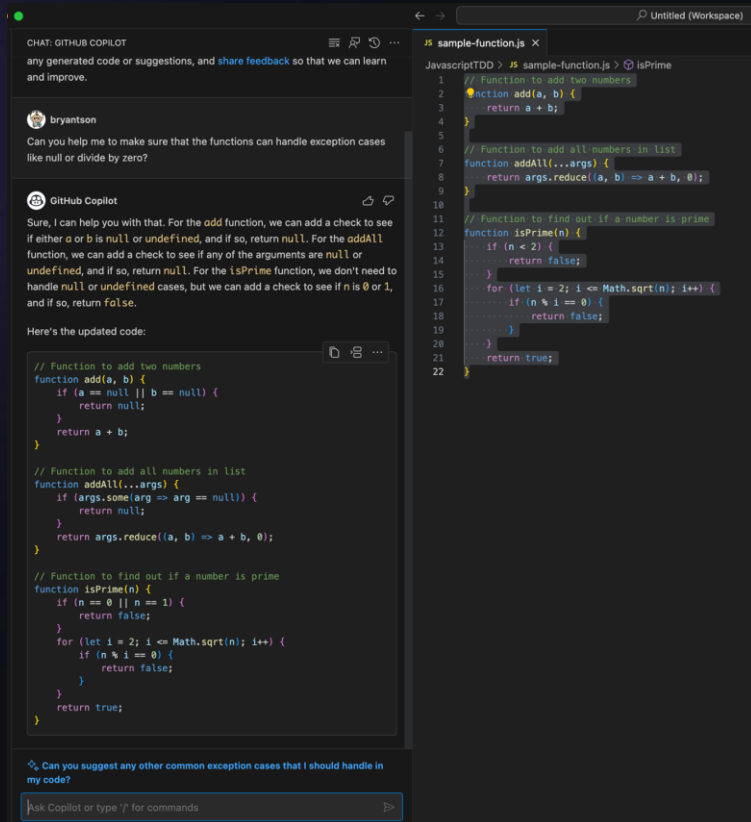 Untitled (Workspace)
CHAT: GITHUB COPILOT
any generated code or suggestions, and share feedback so that we can learn
and improve.
bryantson
Can you help me to make sure that the functions can handle exception cases
like null or divide by zero?
GitHub Copilot
Sure, I can help you with that. For the add function, we can add a check to see
if either a or b is null or undefined, and if so, return null. For the addAll
function, we can add a check to see if any of the arguments are null or
undefined, and if so, return null. For the isPrime function, we don't need to
handle null or undefined cases, but we can add a check to see if n is 0 or 1,
and if so, return false.
Here's the updated code:
// Function to add two numbers
function add(a, b) {
    if (a == null || b == null) {
        return null;
    }
    return a + b;
}
// Function to add all numbers in list
function addAll(...args) {
    if (args.some(arg => arg == null)) {
        return null;
    }
    return args.reduce((a, b) => a + b, 0);
}
// Function to find out if a number is prime
function isPrime(n) {
    if (n == 0 || n == 1) {
        return false;
    }
    for (let i = 2; i <= Math.sqrt(n); i++) {
        if (n % i == 0) {
            return false;
        }
    }
    return true;
}
Can you suggest any other common exception cases that I should handle in
my code?
Ask Copilot or type '/' for commands
JS sample-function.js
JavascriptTDD > JS sample-function.js > isPrime
1 // Function to add two numbers
2 nction add(a, b) {
3     return a + b;
4 }
5
6 // Function to add all numbers in list
7 function addAll(...args) {
8     return args.reduce((a, b) => a + b, 0);
9 }
10
11 // Function to find out if a number is prime
12 function isPrime(n) {
13     if (n < 2) {
14         return false;
15     }
16     for (let i = 2; i <= Math.sqrt(n); i++) {
17         if (n % i == 0) {
18             return false;
19         }
20     }
21     return true;
22 }